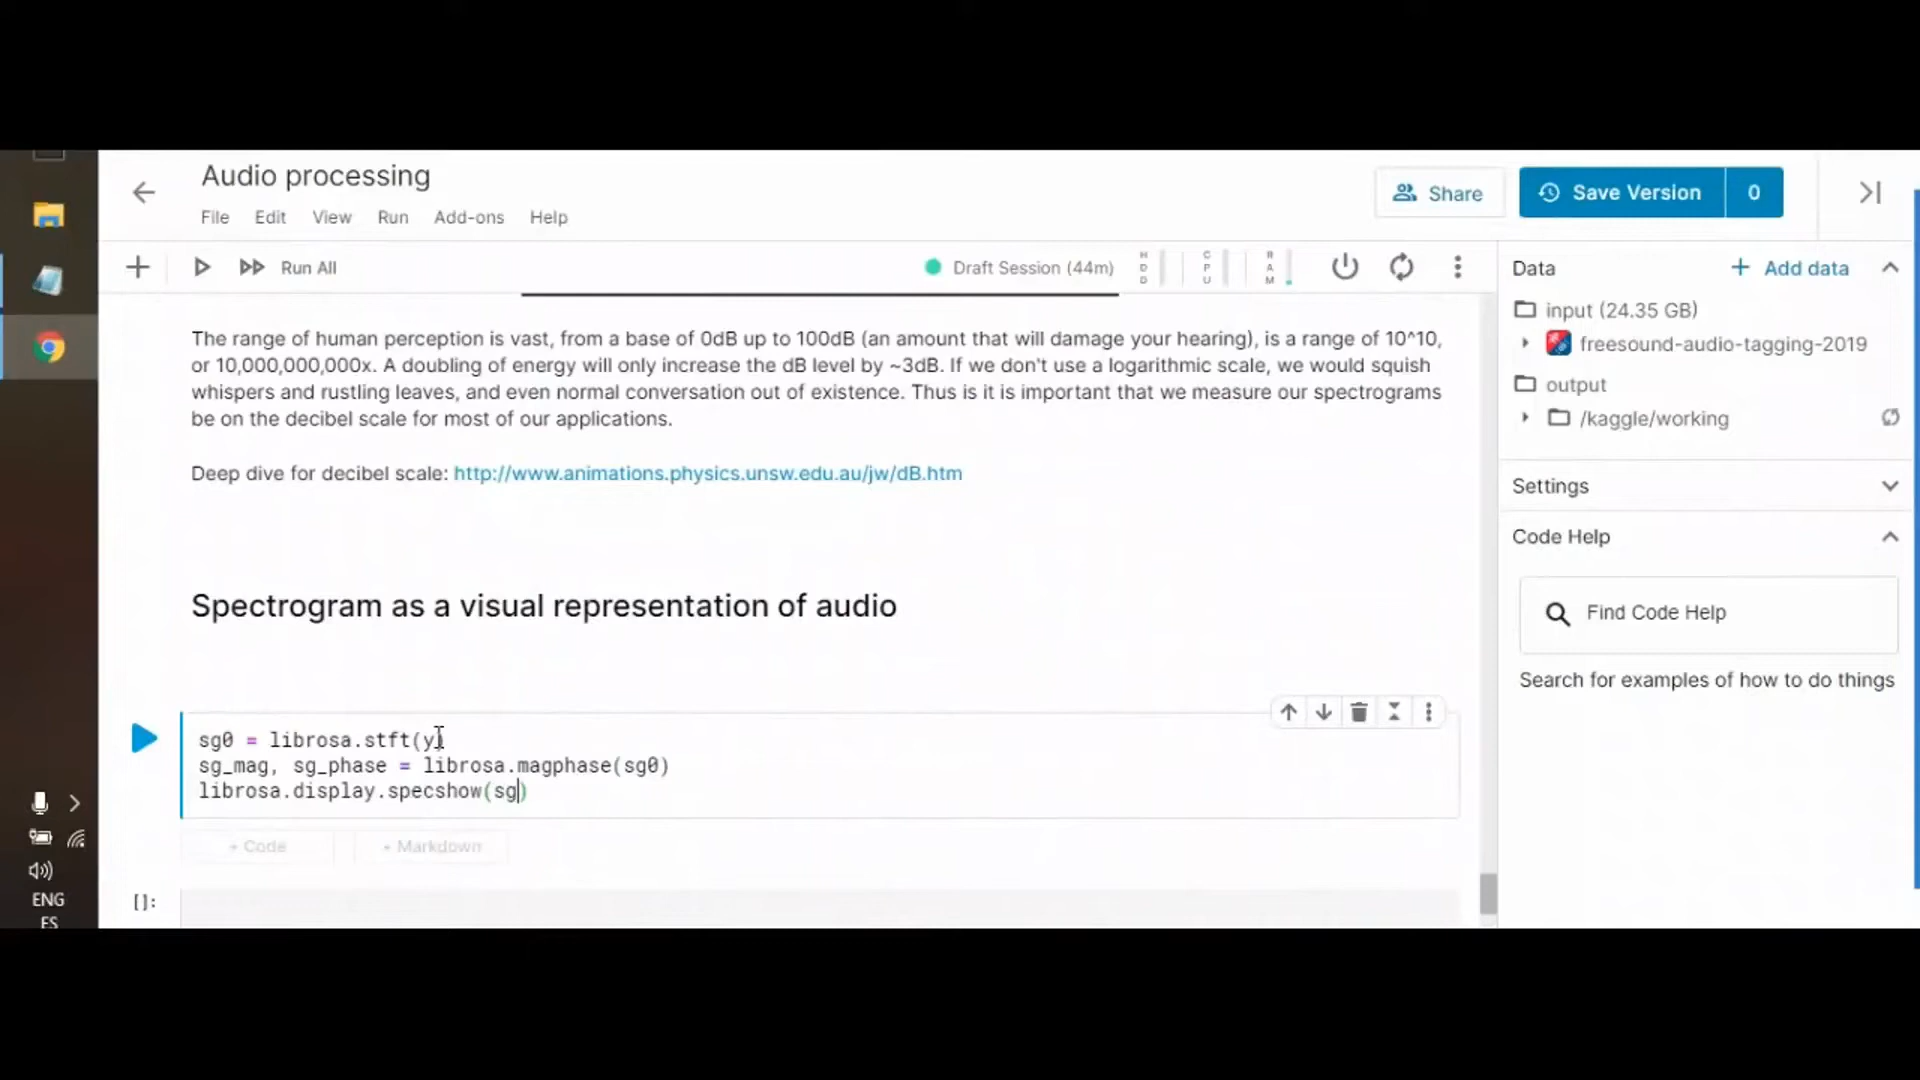 Audio processing
File Edit View Run Add-ons Help
Share
Save Version 0
Run All
Draft Session (44m)
HDD
CPU
RAM
The range of human perception is vast, from a base of 0dB up to 100dB (an amount that will damage your hearing), is a range of 10^10,
or 10,000,000,000x. A doubling of energy will only increase the dB level by ~3dB. If we don't use a logarithmic scale, we would squish
whispers and rustling leaves, and even normal conversation out of existence. Thus is it is important that we measure our spectrograms
be on the decibel scale for most of our applications.
Deep dive for decibel scale: http://www.animations.physics.unsw.edu.au/jw/dB.htm
Spectrogram as a visual representation of audio
sg0 = librosa.stft(y)
sg_mag, sg_phase = librosa.magphase(sg0)
librosa.display.specshow(sg)
+ Code + Markdown
[]:
Data
+ Add data
input (24.35 GB)
freesound-audio-tagging-2019
output
/kaggle/working
Settings
Code Help
Find Code Help
Search for examples of how to do things
ENG
ES